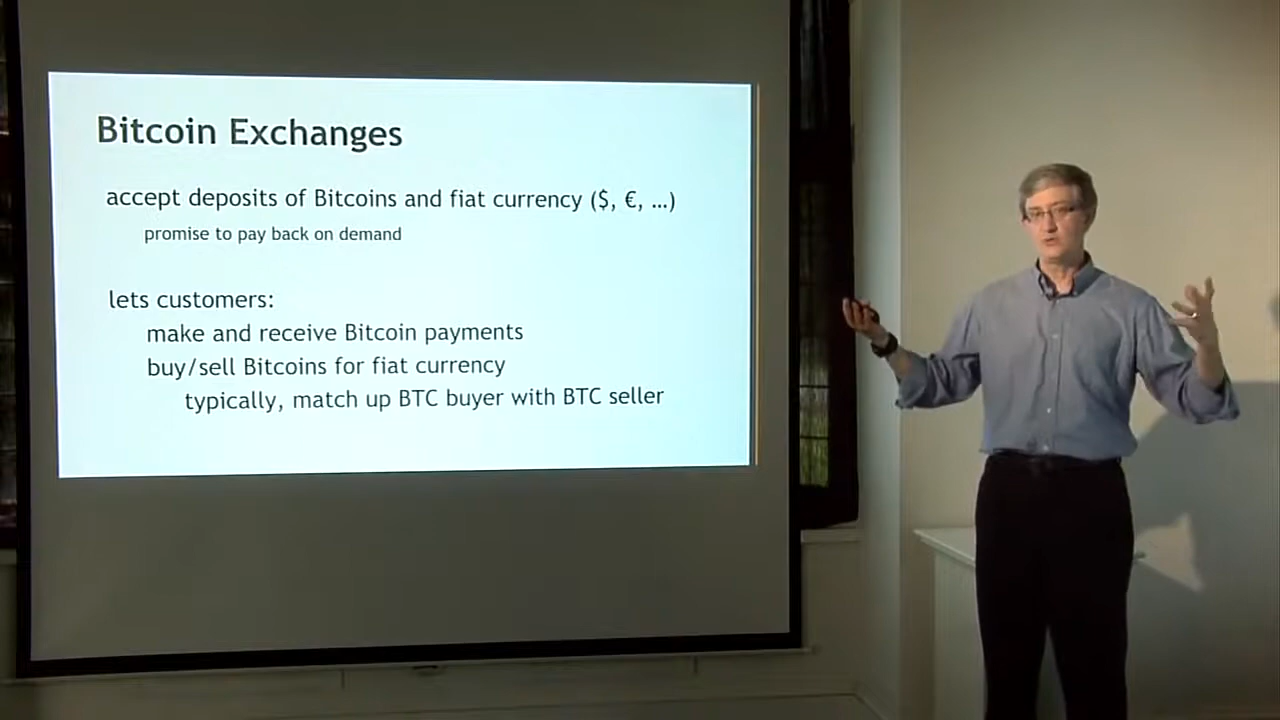 Bitcoin Exchanges
accept deposits of Bitcoins and fiat currency ($, €, …)
promise to pay back on demand
lets customers:
make and receive Bitcoin payments
buy/sell Bitcoins for fiat currency
typically, match up BTC buyer with BTC seller